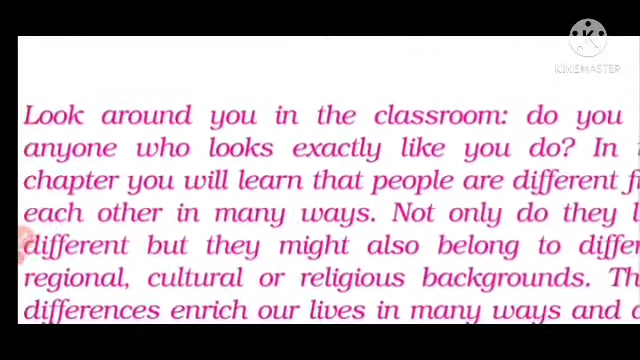 KINEMASTER
Look around you in the classroom: do you
anyone who looks exactly like you do? In
chapter you will learn that people are different
each other in many ways. Not only do they
different but they might also belong to
regional, cultural or religious backgrounds.
differences enrich our lives in many ways and